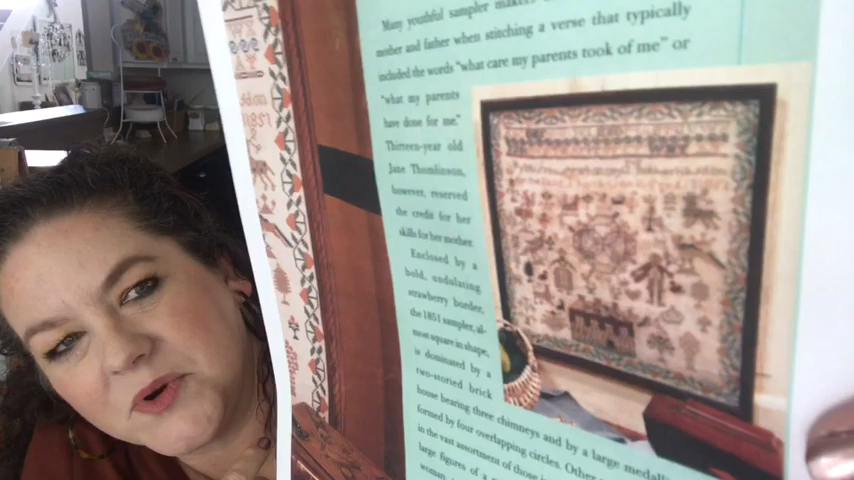 Many youthful sampler
mother and father when stitching a verse that typically
included the words "what care my parents took of me" or
"what my parents
have done for me."
Thirteen-year old
Jane Thomlinson,
however, reserved
the credit for her
skills for her mother.
Enclosed by a
bold, undulating
strawberry border,
the 1851 sampler, al-
most square in shape,
is dominated by a
two-storied brick
house bearing three chimneys and by a large
formed by four overlapping circles. Other
in the vast assortment of those
large figures of a
woman
1851